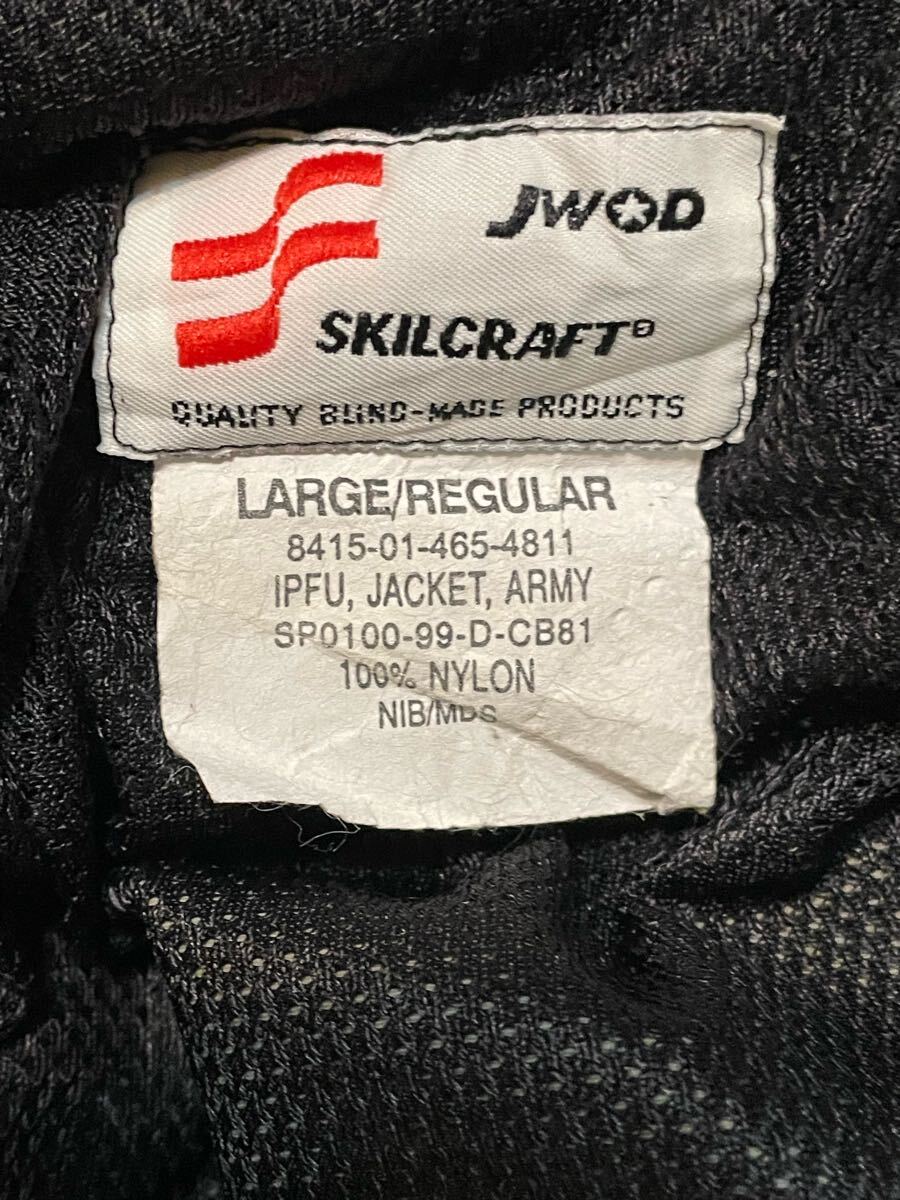 JWOD
SKILCRAFT®
QUALITY BLIND-MADE PRODUCTS
LARGE/REGULAR
8415-01-465-4811
IPFU, JACKET, ARMY
SP0100-99-D-CB81
100% NYLON
NIB/MDS